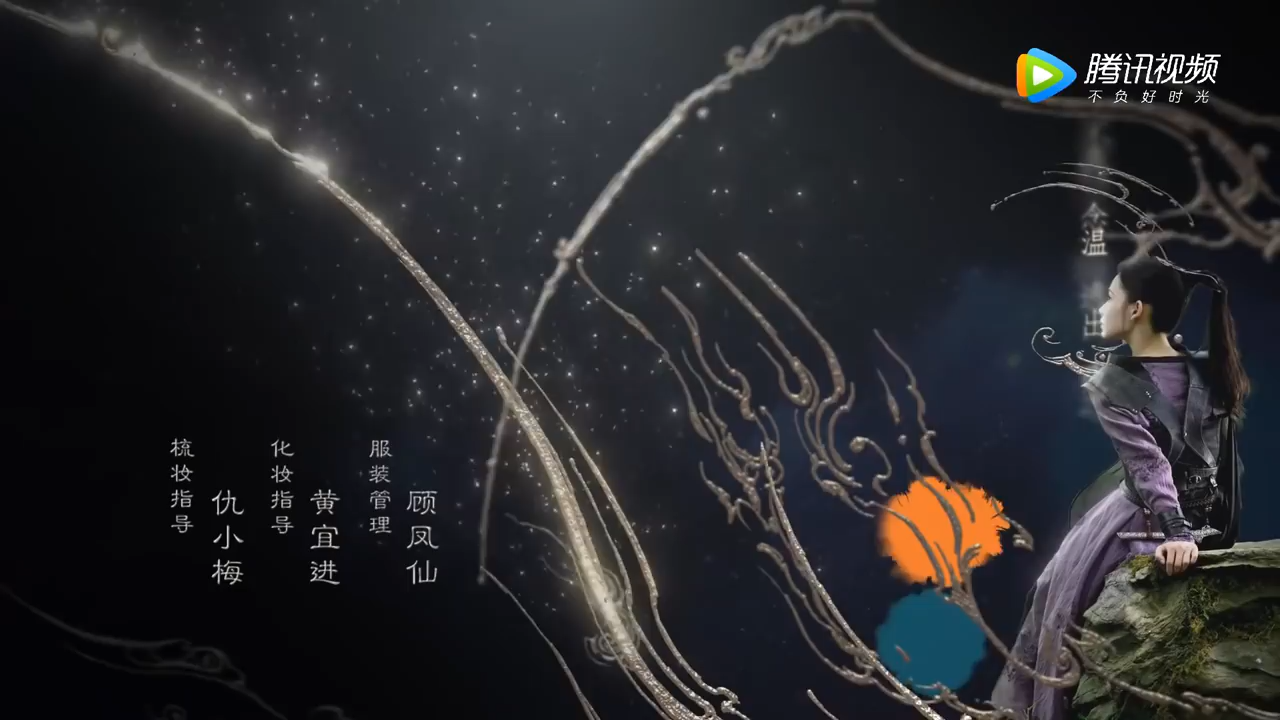 腾讯视频
不负好时光
服装管理
顾凤仙
化妆指导
黄宜进
梳妆指导
仇小梅